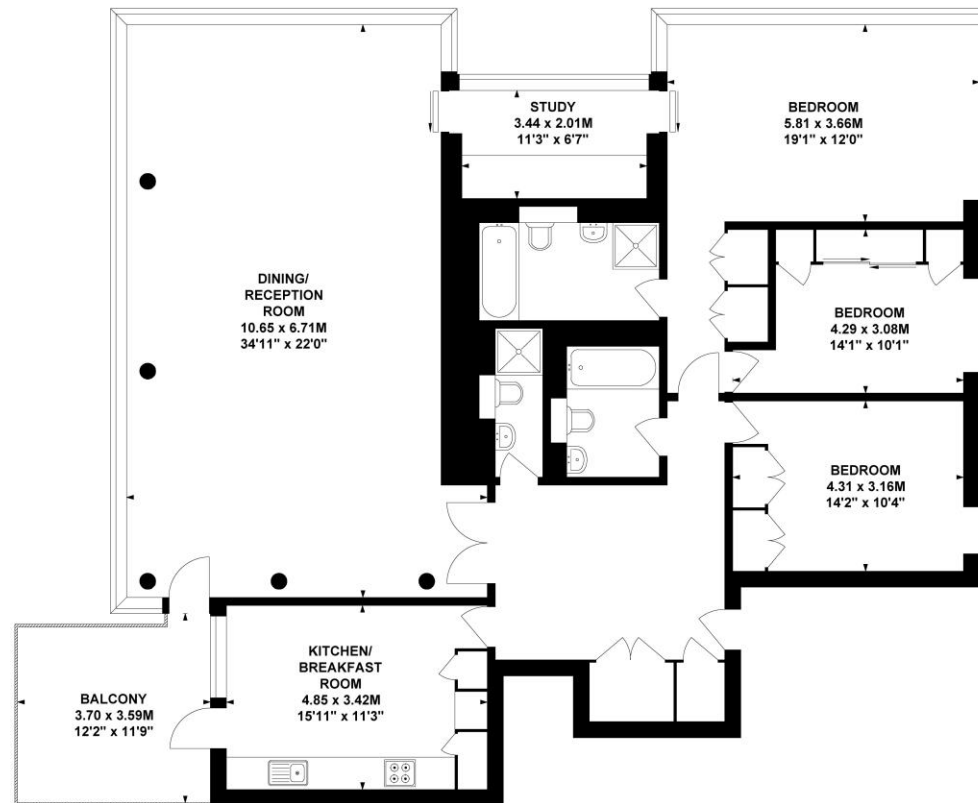 STUDY
3.44 x 2.01M
11'3" x 6'7"
BEDROOM
5.81 x 3.66M
19'1" x 12'0"
DINING/
RECEPTION
ROOM
10.65 x 6.71M
34'11" x 22'0"
BEDROOM
4.29 x 3.08M
14'1" x 10'1"
BEDROOM
4.31 x 3.16M
14'2" x 10'4"
KITCHEN/
BREAKFAST
ROOM
4.85 x 3.42M
15'11" x 11'3"
BALCONY
3.70 x 3.59M
12'2" x 11'9"